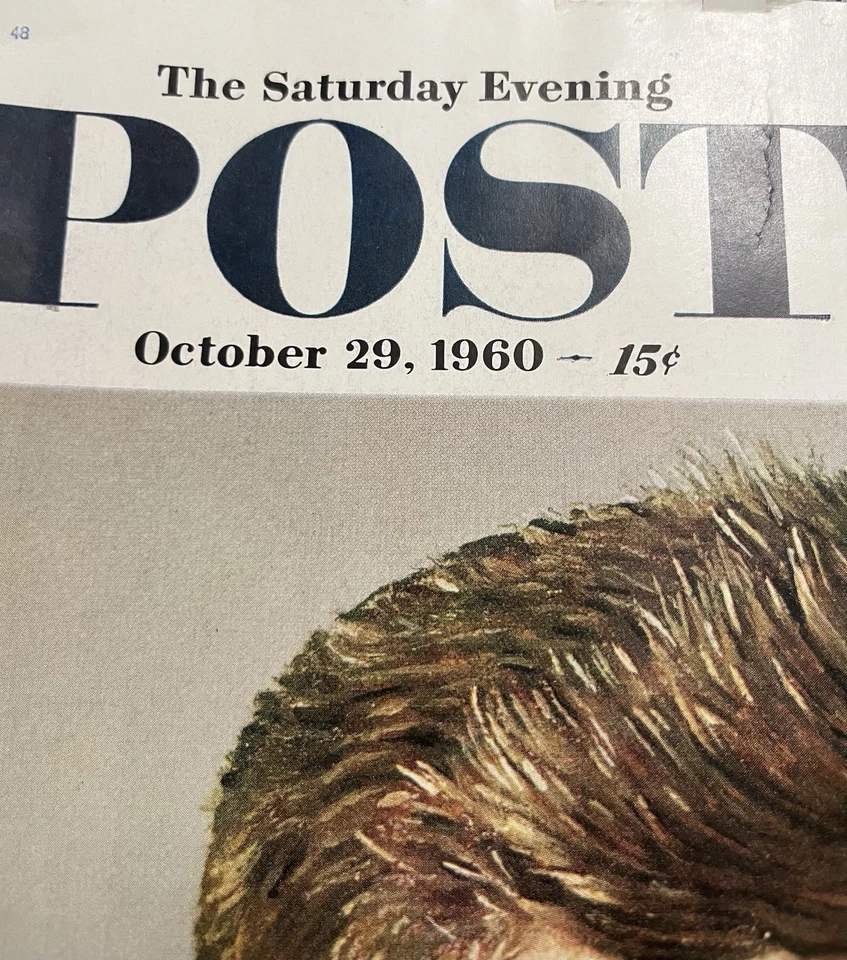 48
The Saturday Evening
POST
October 29, 1960 – 15¢